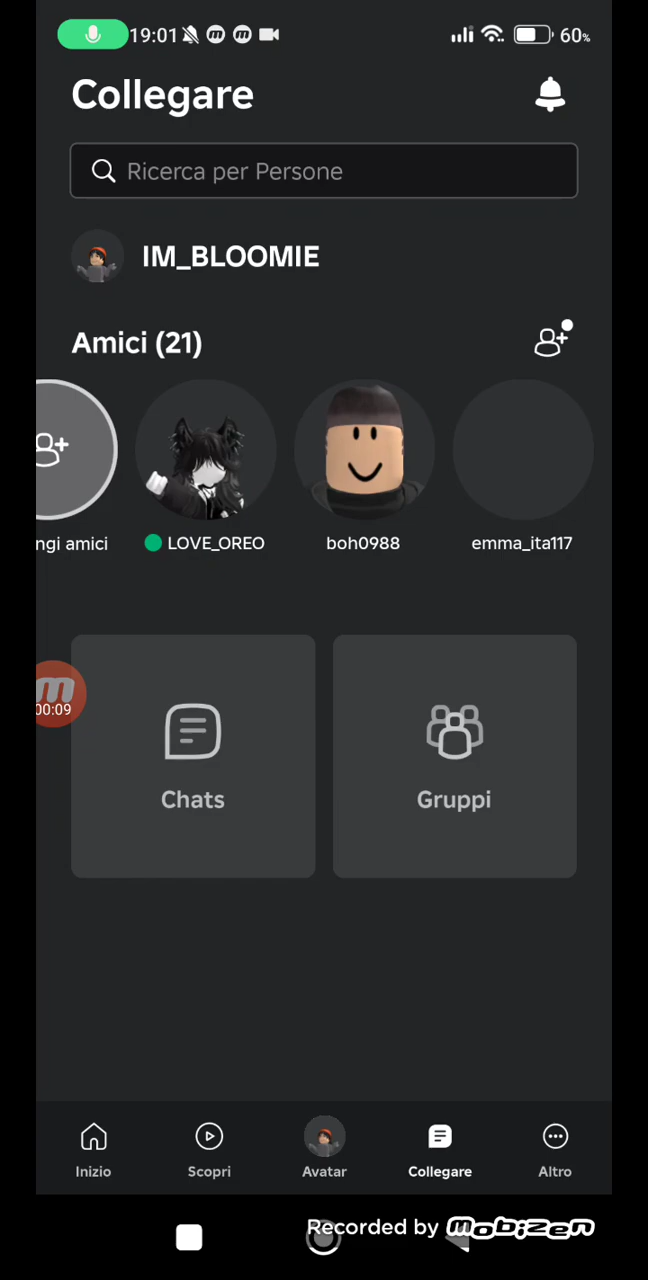 19:01 60%
Collegare
Ricerca per Persone
IM_BLOOMIE
Amici (21)
ngi amici
LOVE_OREO
boh0988
emma_ita117
m
00:09
Chats
Gruppi
Inizio
Scopri
Avatar
Collegare
Altro
Recorded by mobizen